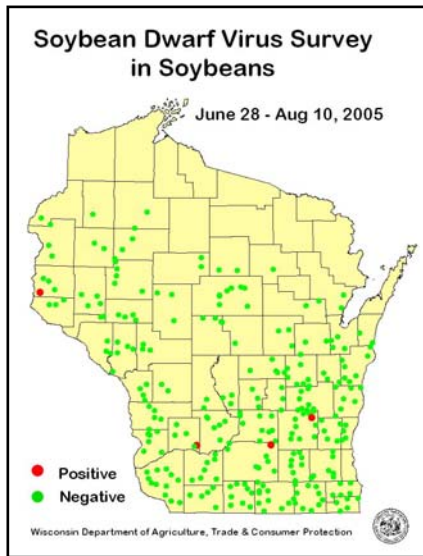 Soybean Dwarf Virus Survey
in Soybeans
June 28 - Aug 10, 2005
Positive
Negative
Wisconsin Department of Agriculture, Trade & Consumer Protection